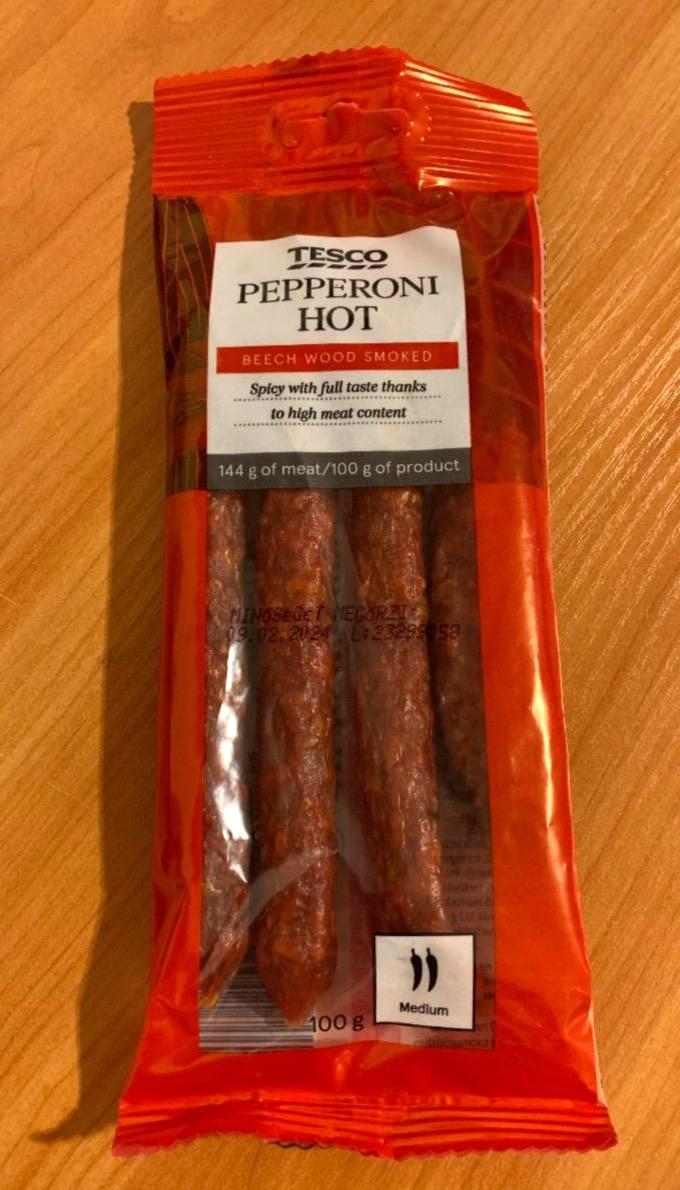 TESCO
PEPPERONI
HOT
BEECH WOOD SMOKED
Spicy with full taste thanks
to high meat content
144 g of meat/100 g of product
MINŐSÉGÉT MEGŐRZI:
09.02.2024 L:23299058
Medium
100 g